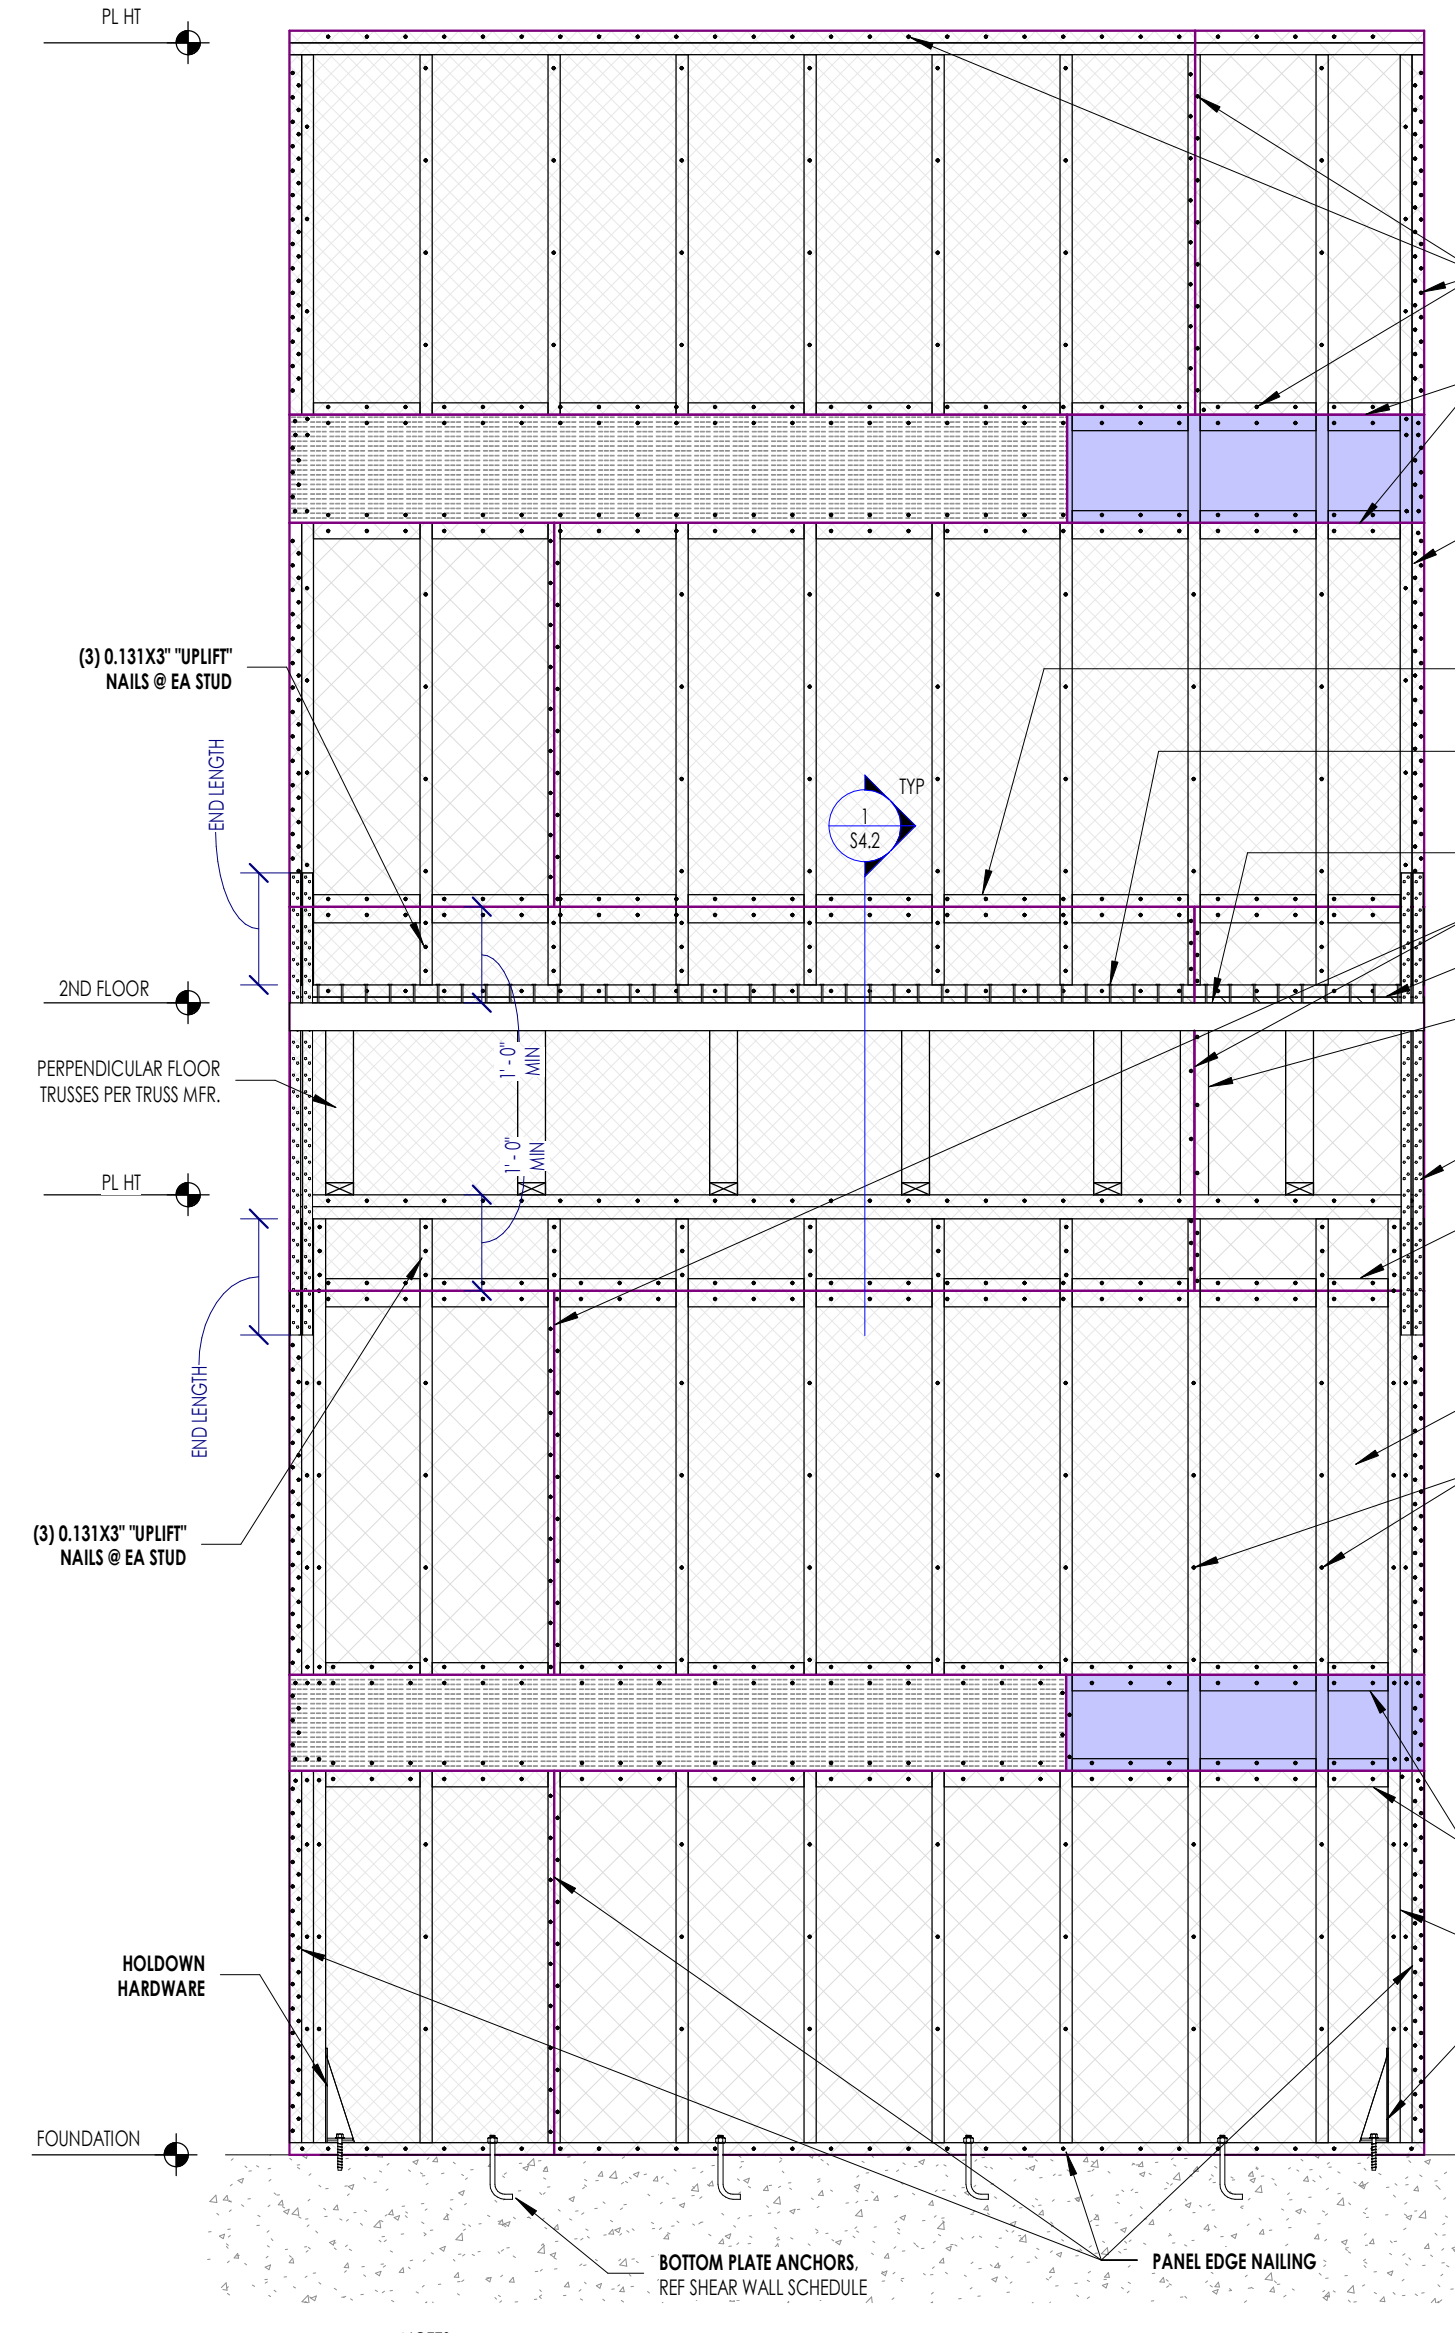 PL HT
(3) 0.131X3" "UPLIFT"
NAILS @ EA STUD
END LENGTH
TYP
1
S4.2
2ND FLOOR
1' - 0"
MIN
PERPENDICULAR FLOOR
TRUSSES PER TRUSS MFR.
1' - 0"
MIN
PL HT
END LENGTH
(3) 0.131X3" "UPLIFT"
NAILS @ EA STUD
HOLDOWN
HARDWARE
FOUNDATION
BOTTOM PLATE ANCHORS,
REF SHEAR WALL SCHEDULE
PANEL EDGE NAILING